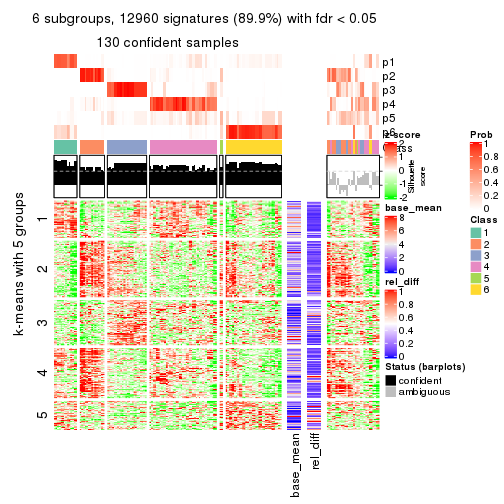 6 subgroups, 12960 signatures (89.9%) with fdr < 0.05
130 confident samples
p1
p2
p3
p4
p5
p6
Class
Silhouette
score
k-means with 5 groups
1
2
3
4
5
base_mean
rel_diff
z-score
2
-2
base_mean
8
6
4
2
0
rel_diff
1
0.8
0.6
0.4
0.2
0
Status (barplots)
confident
ambiguous
Prob
1
0.8
0.6
0.4
0.2
0
Class
1
2
3
4
5
6